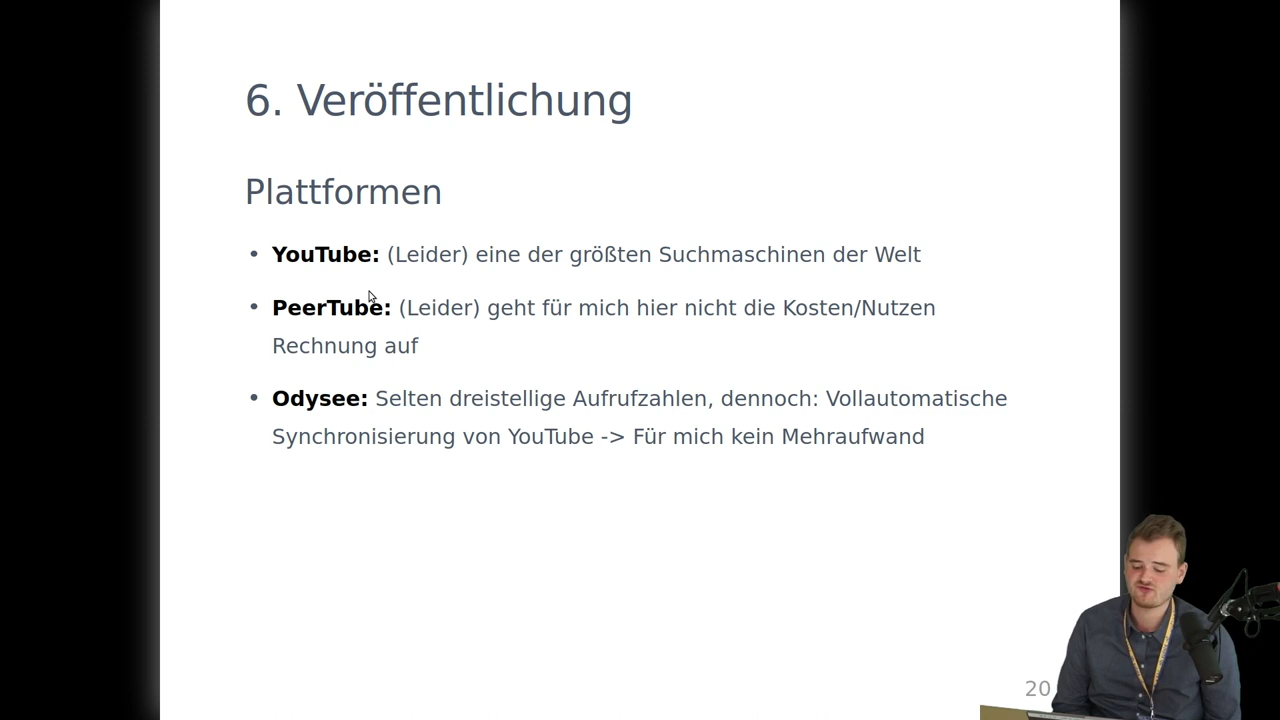 6. Veröffentlichung
Plattformen
• YouTube: (Leider) eine der größten Suchmaschinen der Welt
• PeerTube: (Leider) geht für mich hier nicht die Kosten/Nutzen
Rechnung auf
• Odysee: Selten dreistellige Aufrufzahlen, dennoch: Vollautomatische
Synchronisierung von YouTube -> Für mich kein Mehraufwand
20